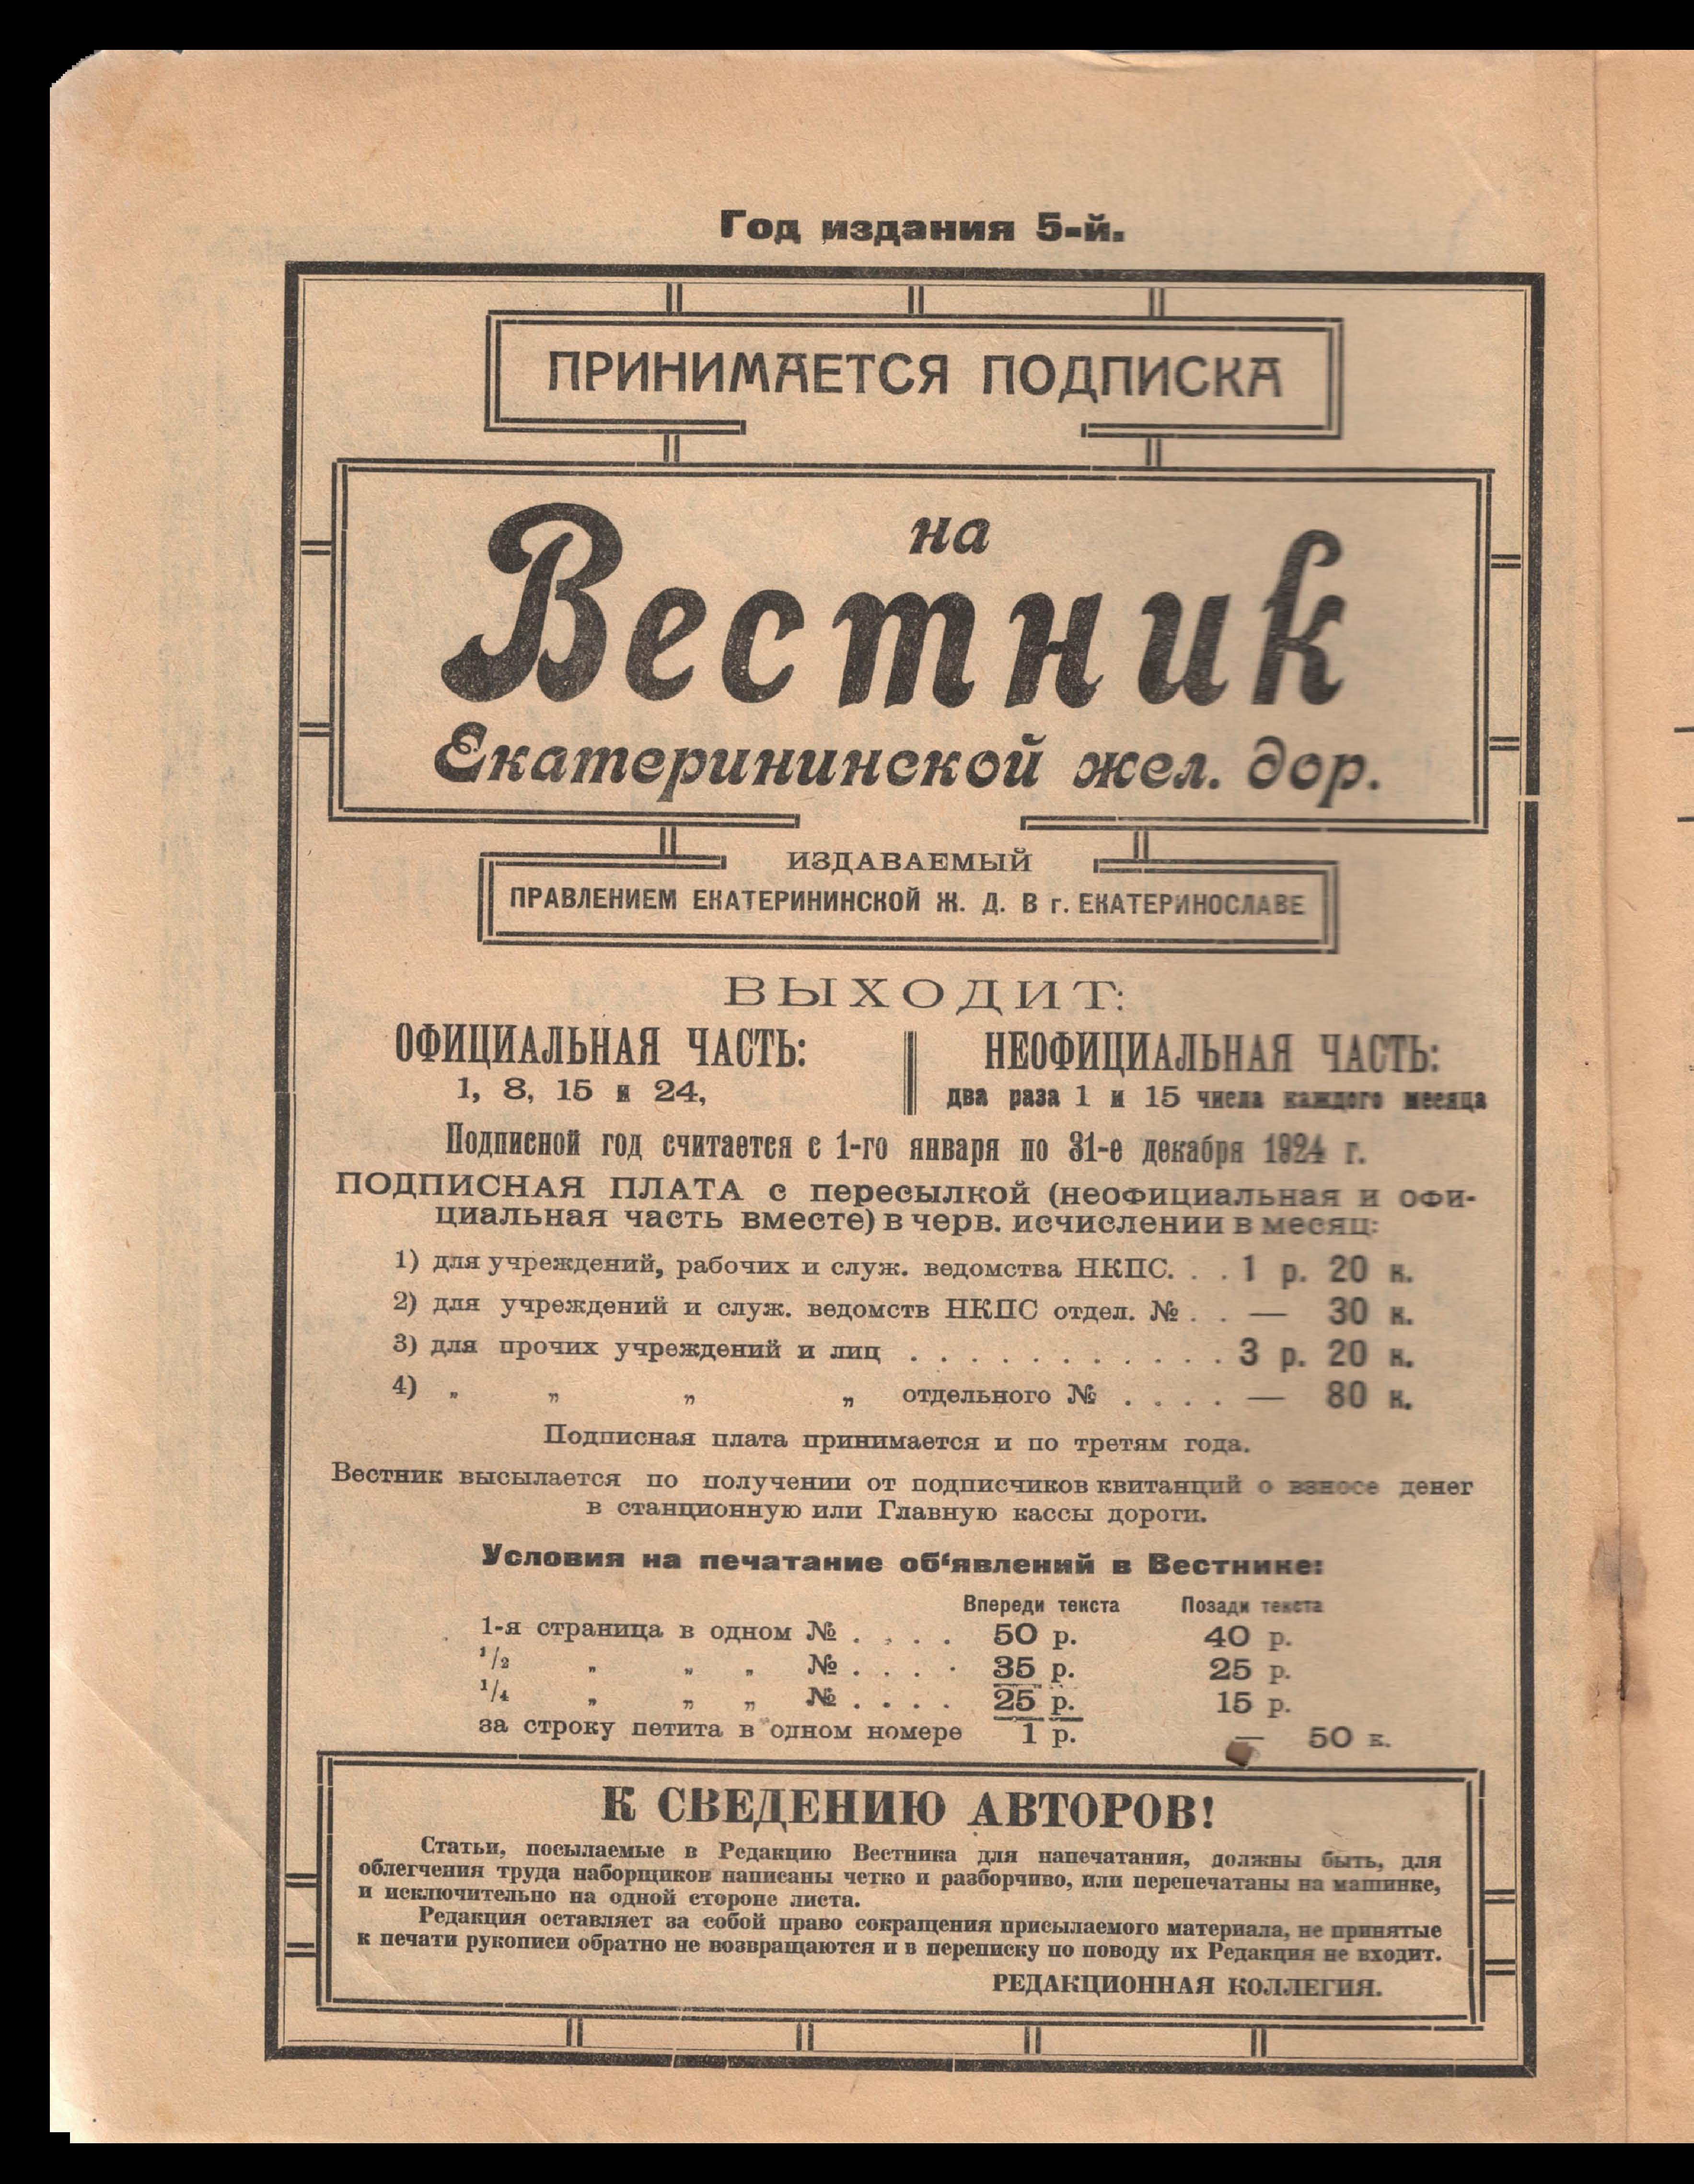 Год издания 5-й.
ПРИНИМАЕТСЯ ПОДПИСКА
на
Вестник
Екатерининской жел. дор.
ИЗДАВАЕМЫЙ
ПРАВЛЕНИЕМ ЕКАТЕРИНИНСКОЙ Ж. Д. В г. ЕКАТЕРИНОСЛАВЕ
ВЫХОДИТ:
ОФИЦИАЛЬНАЯ ЧАСТЬ:
1, 8, 15 и 24,
НЕОФИЦИАЛЬНАЯ ЧАСТЬ:
два раза 1 и 15 числа каждого месяца
Подписной год считается с 1-го января по 31-е декабря 1924 г.
ПОДПИСНАЯ ПЛАТА с пересылкой (неофициальная и офи-
циальная часть вместе) в черв. исчислении в месяц:
1) для учреждений, рабочих и служ. ведомства НКПС. . . 1 р. 20 к.
2) для учреждений и служ. ведомств НКПС отдел. № . . — 30 к.
3) для прочих учреждений и лиц . . . . . . . . . . . . 3 р. 20 к.
4) „ „ „ „ отдельного № . . . . — 80 к.
Подписная плата принимается и по третям года.
Вестник высылается по получении от подписчиков квитанций о взносе денег
в станционную или Главную кассы дороги.
Условия на печатание об‘явлений в Вестнике:
Впереди текста Позади текста
1-я страница в одном № . . . . 50 р. 40 р.
1/2 „ „ „ № . . . . 35 р. 25 р.
1/4 „ „ „ № . . . . 25 р. 15 р.
за строку петита в одном номере 1 р. — 50 к.
К СВЕДЕНИЮ АВТОРОВ!
Статьи, посылаемые в Редакцию Вестника для напечатания, должны быть, для
облегчения труда наборщиков написаны четко и разборчиво, или перепечатаны на машинке,
и исключительно на одной стороне листа.
Редакция оставляет за собой право сокращения присылаемого материала, не принятые
к печати рукописи обратно не возвращаются и в переписку по поводу их Редакция не входит.
РЕДАКЦИОННАЯ КОЛЛЕГИЯ.